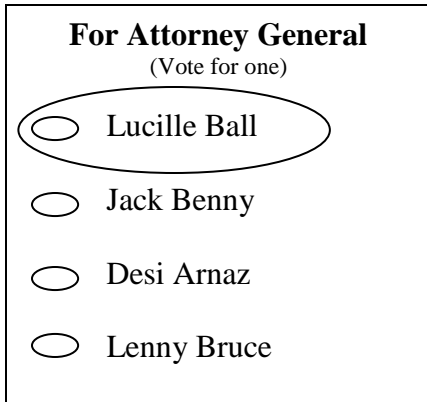 For Attorney General
(Vote for one)
Lucille Ball
Jack Benny
Desi Arnaz
Lenny Bruce